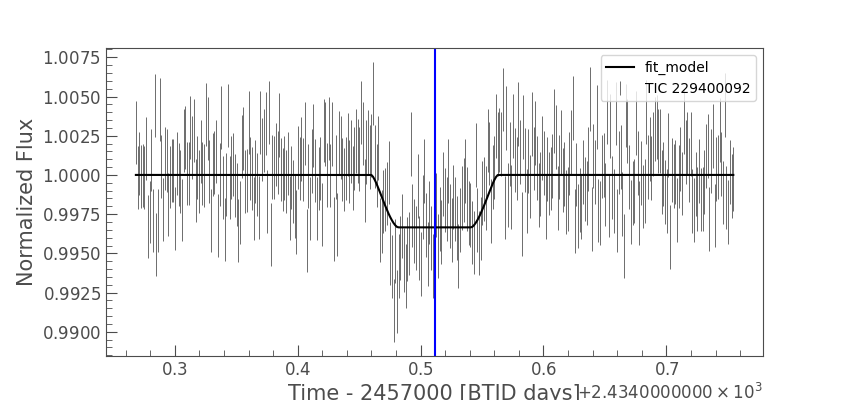 1.0075
1.0050
1.0025
1.0000
0.9975
0.9950
0.9925
0.9900
Normalized Flux
fit_model
TIC 229400092
0.3 0.4 0.5 0.6 0.7
Time - 2457000 [BTJD days]
+2.4340000000 × 10³